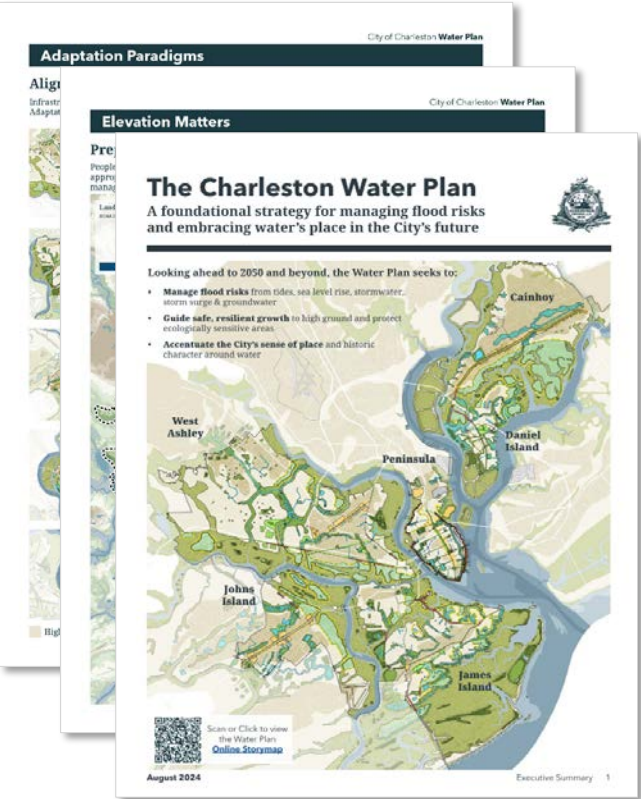 City of Charleston Water Plan
Adaptation Paradigms
City of Charleston Water Plan
Elevation Matters
The Charleston Water Plan
A foundational strategy for managing flood risks
and embracing water's place in the City's future
Looking ahead to 2050 and beyond, the Water Plan seeks to:
• Manage flood risks from tides, sea level rise, stormwater,
storm surge & groundwater
• Guide safe, resilient growth to high ground and protect
ecologically sensitive areas
• Accentuate the City's sense of place and historic
character around water
Cainhoy
West
Ashley
Daniel
Island
Peninsula
Johns
Island
James
Island
Scan or Click to view
the Water Plan
Online Storymap
August 2024
Executive Summary 1